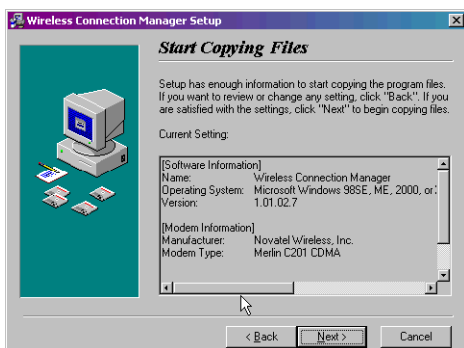 Wireless Connection Manager Setup
Start Copying Files
Setup has enough information to start copying the program files.
If you want to review or change any setting, click "Back". If you
are satisfied with the settings, click "Next" to begin copying files.
Current Setting:
[Software Information]
Name: Wireless Connection Manager
Operating System: Microsoft Windows 98SE, ME, 2000, or
Version: 1.01.02.7
[Modem Information]
Manufacturer: Novatel Wireless, Inc.
Modem Type: Merlin C201 CDMA
< Back Next > Cancel